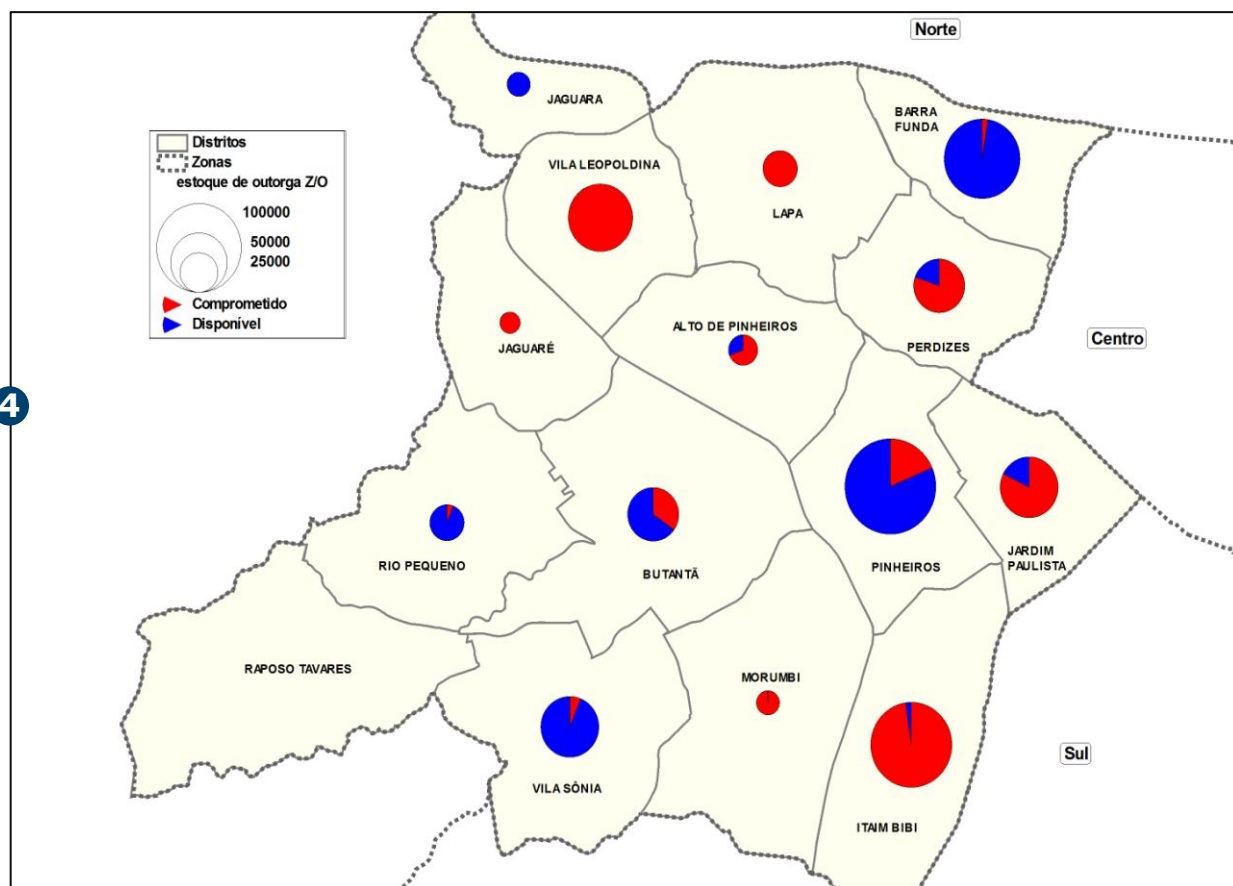 Norte
JAGUARA
BARRA
FUNDA
Distritos
Zonas
estoque de outorga Z/O
100000
50000
25000
Comprometido
Disponível
VILA LEOPOLDINA
LAPA
ALTO DE PINHEIROS
PERDIZES
Centro
JAGUARÉ
4
RIO PEQUENO
BUTANTÃ
PINHEIROS
JARDIM
PAULISTA
RAPOSO TAVARES
MORUMBI
VILA SÔNIA
ITAIM BIBI
Sul